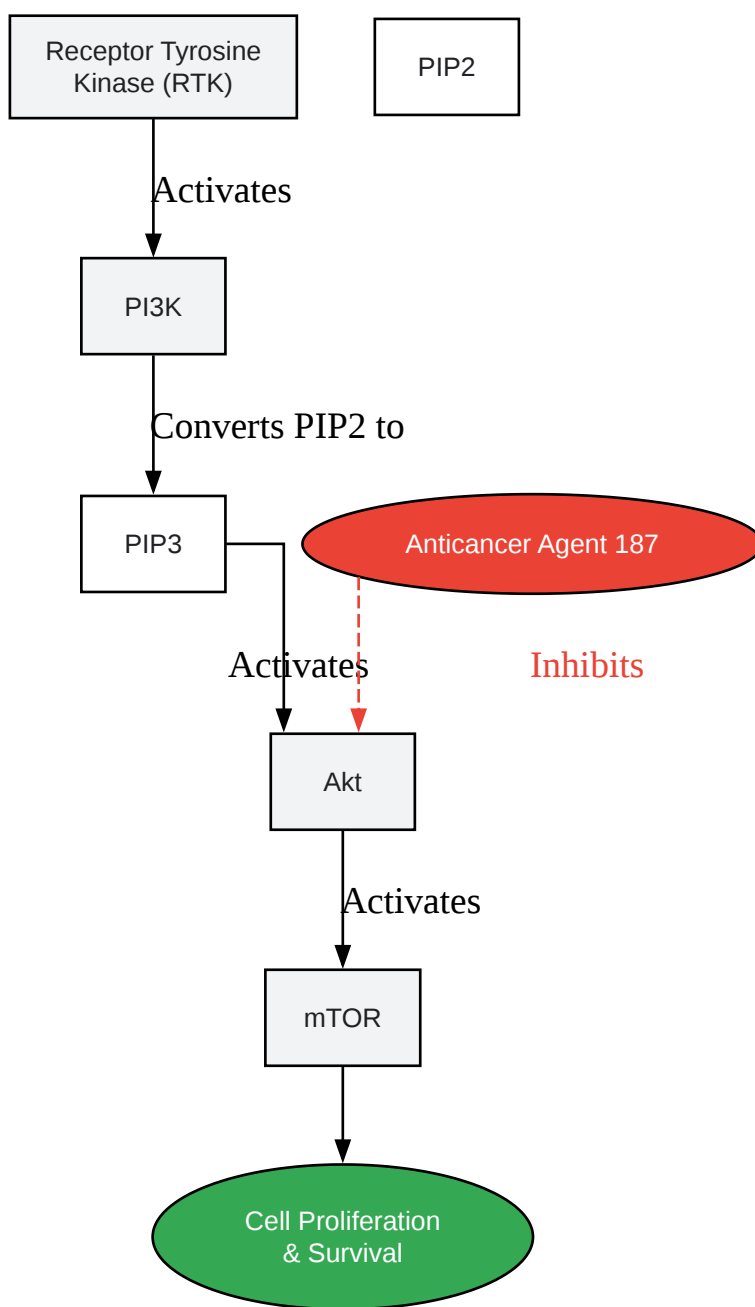 Receptor Tyrosine
Kinase (RTK)
PIP2
Activates
PI3K
Converts PIP2 to
PIP3
Anticancer Agent 187
Activates
Inhibits
Akt
Activates
mTOR
Cell Proliferation
& Survival